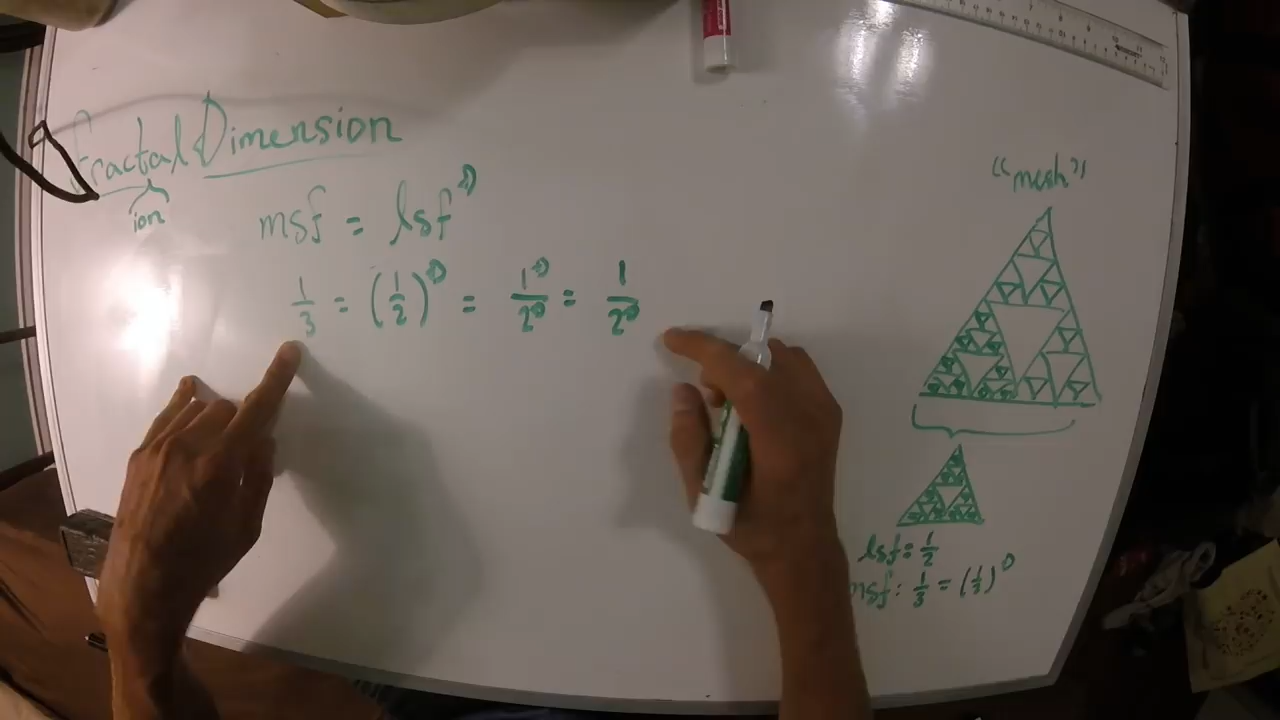 Fractal Dimension
ion
msf = lsf^D
1/3 = (1/2)^D = 1^D/2^D = 1/2^D
"mesh"
lsf = 1/2
msf: 1/3 = (1/2)^D